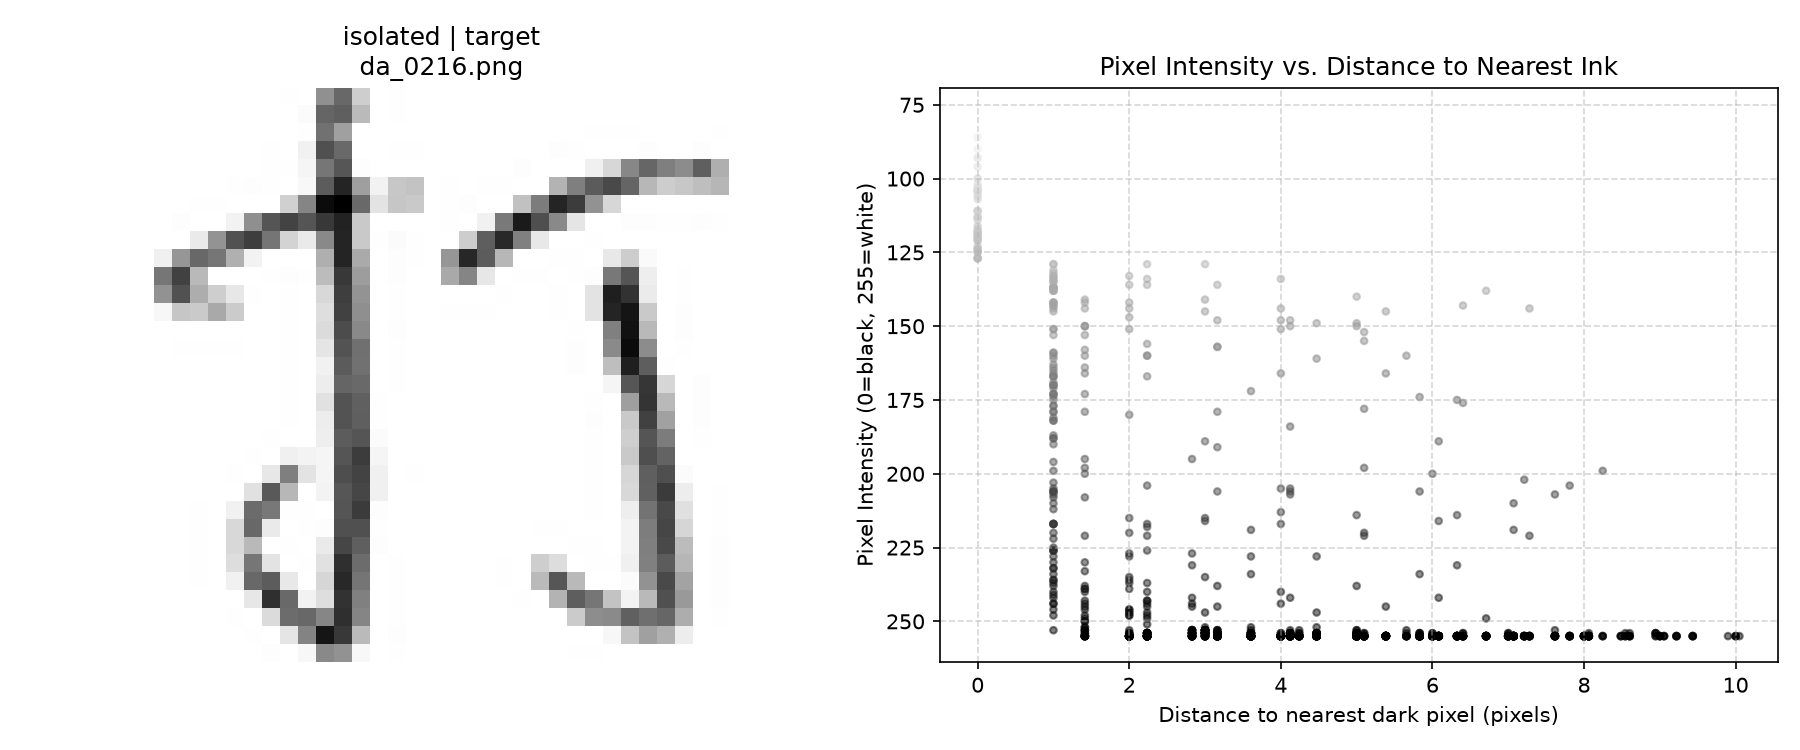 isolated | target
da_0216.png
打
Pixel Intensity vs. Distance to Nearest Ink
Pixel Intensity (0=black, 255=white)
75
100
125
150
175
200
225
250
0 2 4 6 8 10
Distance to nearest dark pixel (pixels)